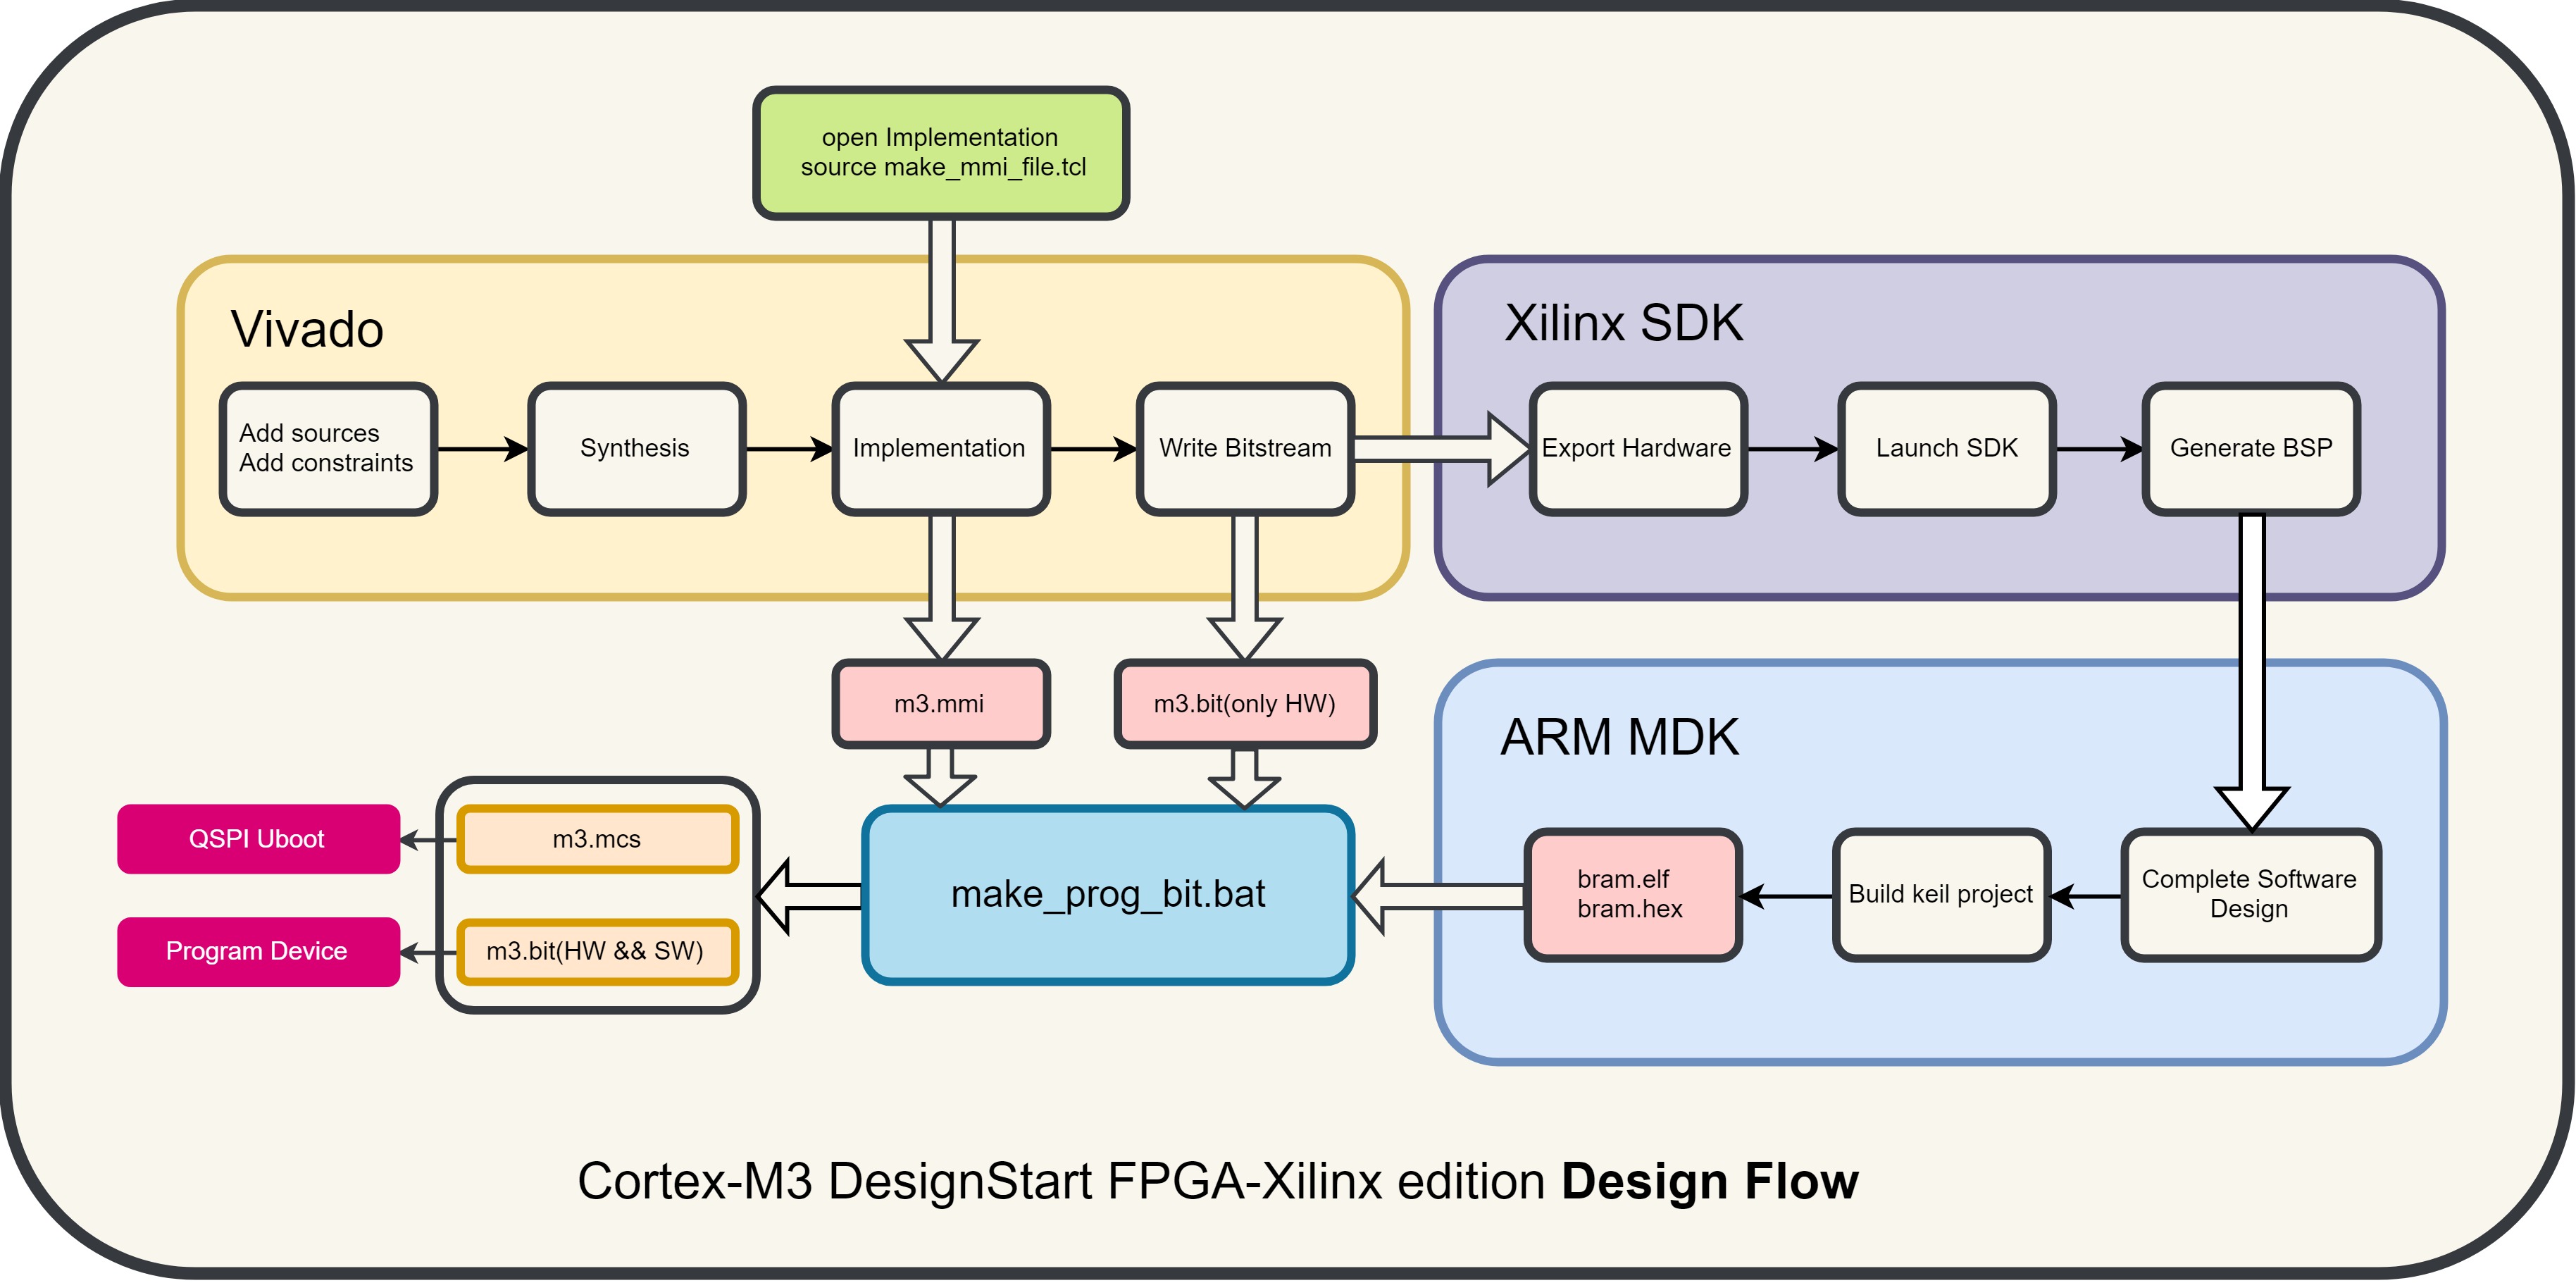 open Implementation
source make_mmi_file.tcl
Vivado
Add sources
Add constraints
Synthesis
Implementation
Write Bitstream
Xilinx SDK
Export Hardware
Launch SDK
Generate BSP
m3.mmi
m3.bit(only HW)
ARM MDK
Complete Software
Design
Build keil project
bram.elf
bram.hex
make_prog_bit.bat
m3.mcs
m3.bit(HW && SW)
QSPI Uboot
Program Device
Cortex-M3 DesignStart FPGA-Xilinx edition Design Flow